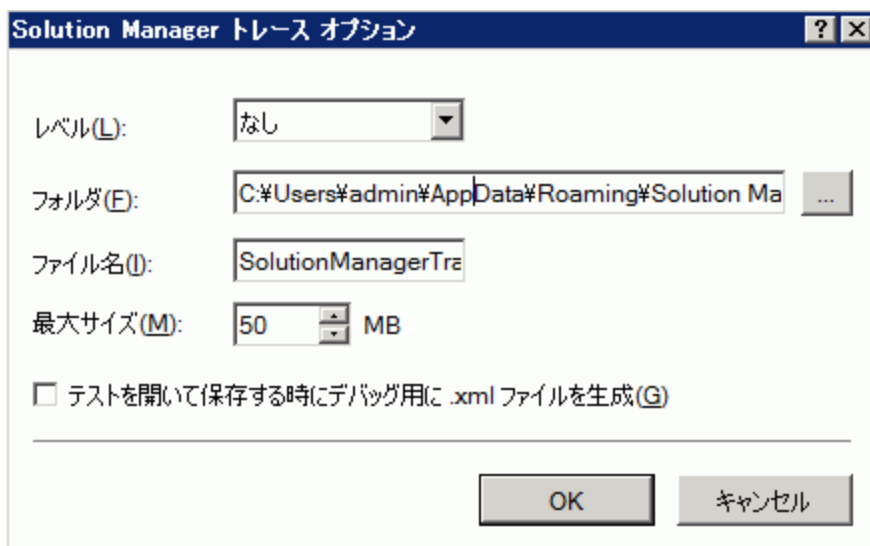 Solution Manager トレース オプション
レベル(L): なし
フォルダ(F): C:¥Users¥admin¥AppData¥Roaming¥Solution Ma ...
ファイル名(I): SolutionManagerTra
最大サイズ(M): 50 MB
テストを開いて保存する時にデバッグ用に .xml ファイルを生成(G)
OK キャンセル